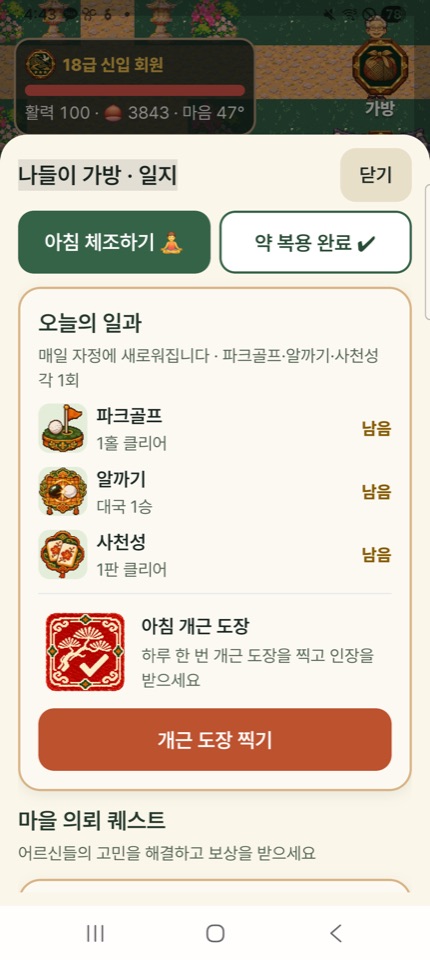 4:43
78
18급 신입 회원
활력 100 · 3843 · 마음 47°
가방
나들이 가방 · 일지
닫기
아침 체조하기
약 복용 완료 ✔
오늘의 일과
매일 자정에 새로워집니다 · 파크골프·알까기·사천성
각 1회
파크골프
1홀 클리어
남음
알까기
대국 1승
남음
사천성
1판 클리어
남음
아침 개근 도장
하루 한 번 개근 도장을 찍고 인장을
받으세요
개근 도장 찍기
마을 의뢰 퀘스트
어르신들의 고민을 해결하고 보상을 받으세요